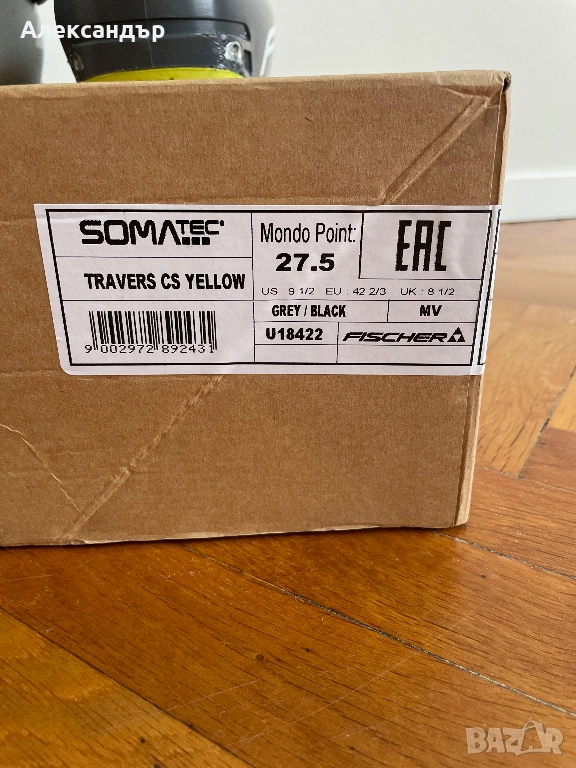 Александър
SOMATEC
Mondo Point:
27.5
EAC
TRAVERS CS YELLOW
US : 9 1/2 EU : 42 2/3 UK : 8 1/2
GREY / BLACK
MV
U18422
FISCHER
9 002972 892431
BAZAR